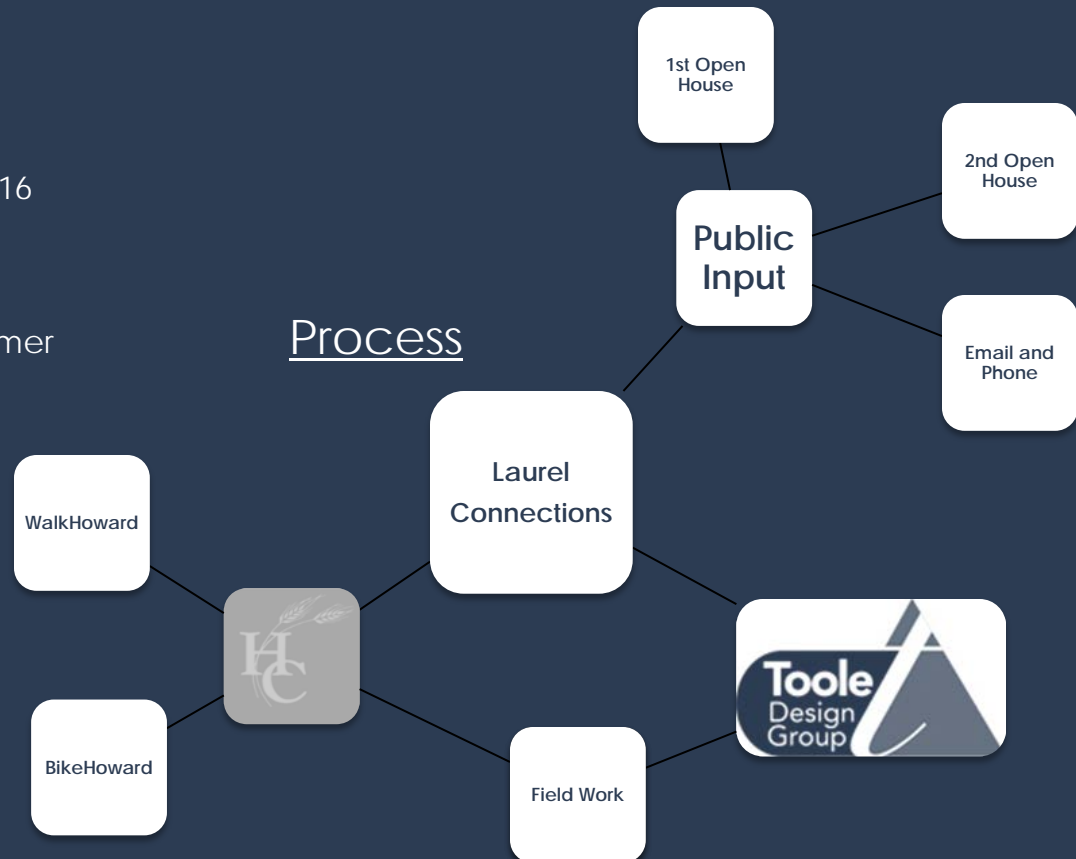 16
mer
Process
1st Open
House
2nd Open
House
Public
Input
Email and
Phone
Laurel
Connections
WalkHoward
HC
BikeHoward
Toole
Design
Group
Field Work